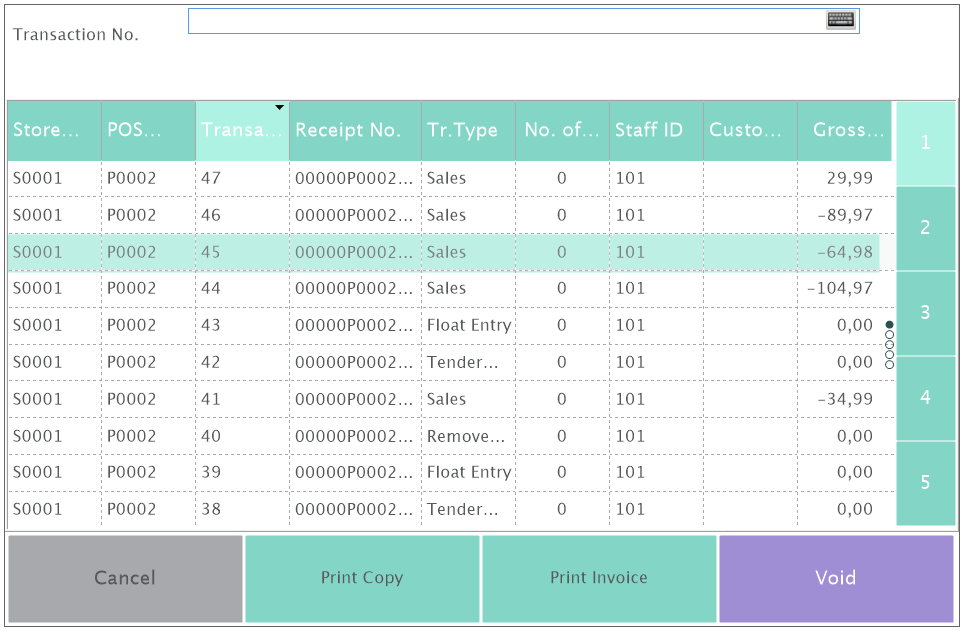 Transaction No.
Store... POS... Transa... Receipt No. Tr.Type No. of... Staff ID Custo... Gross...
S0001 P0002 47 00000P0002... Sales 0 101 29,99
S0001 P0002 46 00000P0002... Sales 0 101 -89,97
S0001 P0002 45 00000P0002... Sales 0 101 -64,98
S0001 P0002 44 00000P0002... Sales 0 101 -104,97
S0001 P0002 43 00000P0002... Float Entry 0 101 0,00
S0001 P0002 42 00000P0002... Tender... 0 101 0,00
S0001 P0002 41 00000P0002... Sales 0 101 -34,99
S0001 P0002 40 00000P0002... Remove... 0 101 0,00
S0001 P0002 39 00000P0002... Float Entry 0 101 0,00
S0001 P0002 38 00000P0002... Tender... 0 101 0,00
1
2
3
4
5
Cancel Print Copy Print Invoice Void